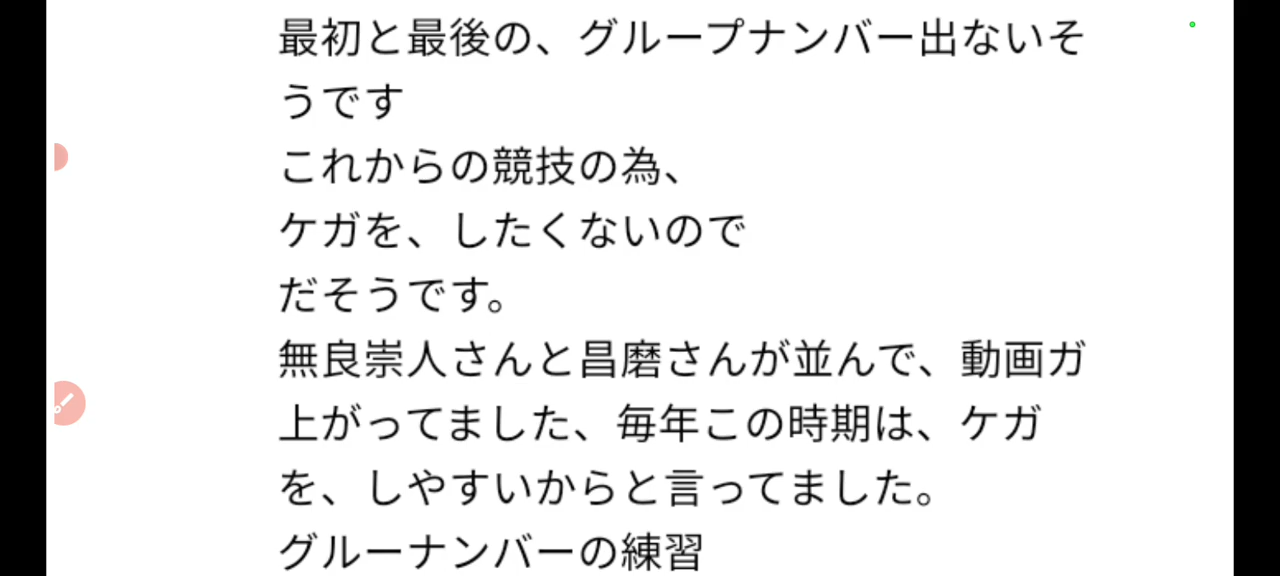 最初と最後の、グループナンバー出ないそ
うです
これからの競技の為、
ケガを、したくないので
だそうです。
無良崇人さんと昌磨さんが並んで、動画ガ
上がってました、毎年この時期は、ケガ
を、しやすいからと言ってました。
グルーナンバーの練習